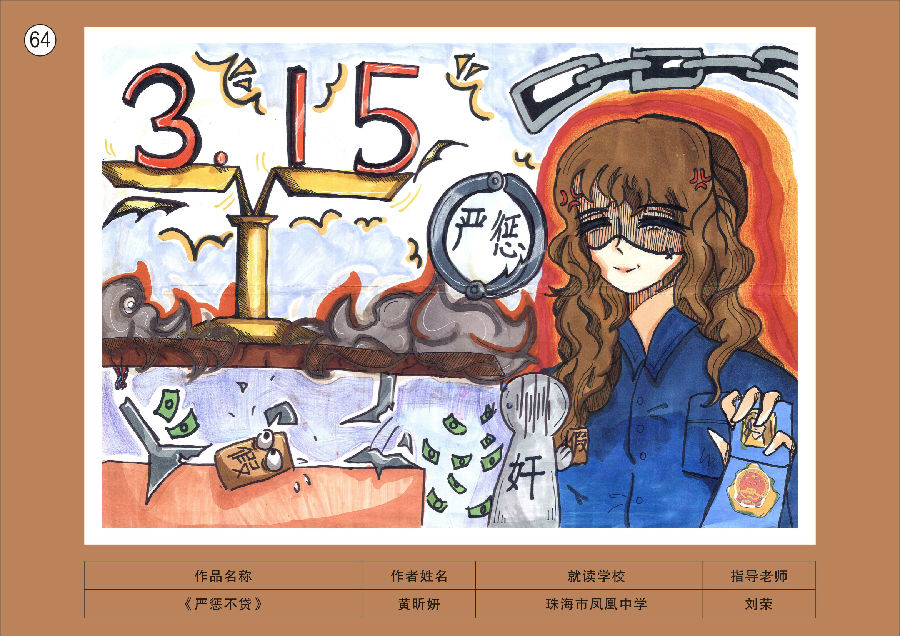 64
3.15
严惩
假
假
奸
作品名称 作者姓名 就读学校 指导老师
《严惩不贷》 黄昕妍 珠海市凤凰中学 刘荣